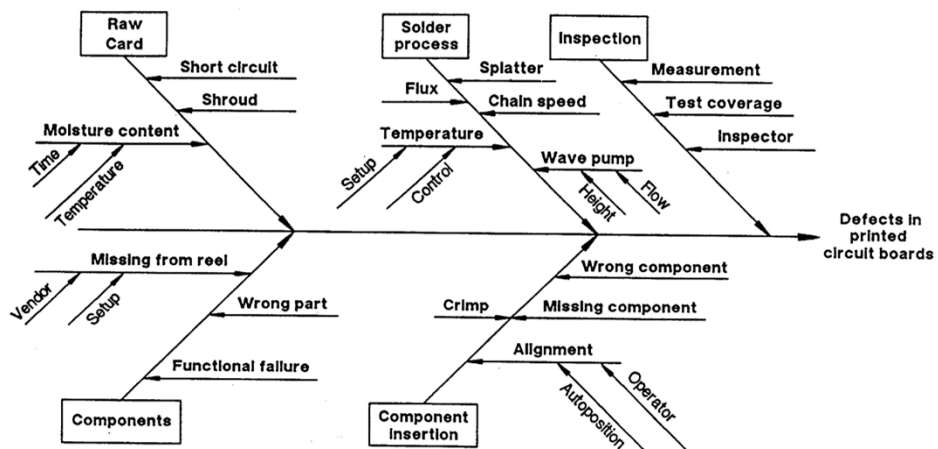 Raw
Card
Short circuit
Shroud
Moisture content
Time
Temperature
Solder
process
Splatter
Flux
Chain speed
Temperature
Setup
Control
Wave pump
Height
Flow
Inspection
Measurement
Test coverage
Inspector
Defects in
printed
circuit boards
Missing from reel
Vendor
Setup
Wrong part
Functional failure
Components
Wrong component
Crimp
Missing component
Alignment
Autoposition
Operator
Component
insertion